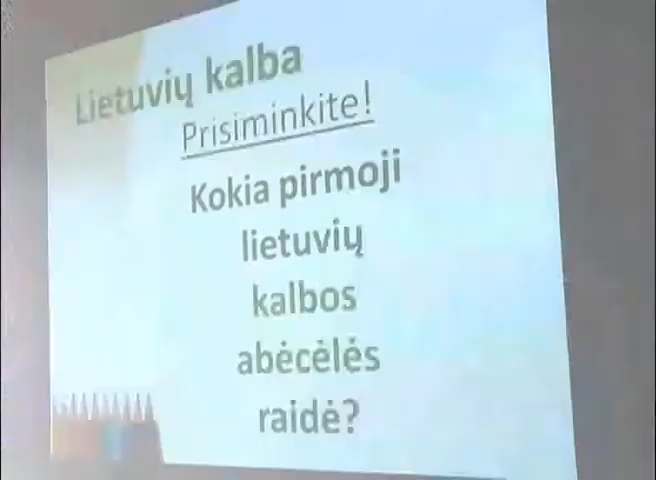 Lietuvių kalba
Prisiminkite!
Kokia pirmoji
lietuvių
kalbos
abėcėlės
raidė?